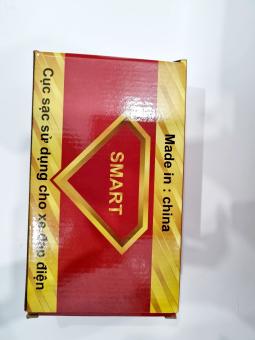 Made in : china
SMART
Cục sạc sử dụng cho xe đạp điện